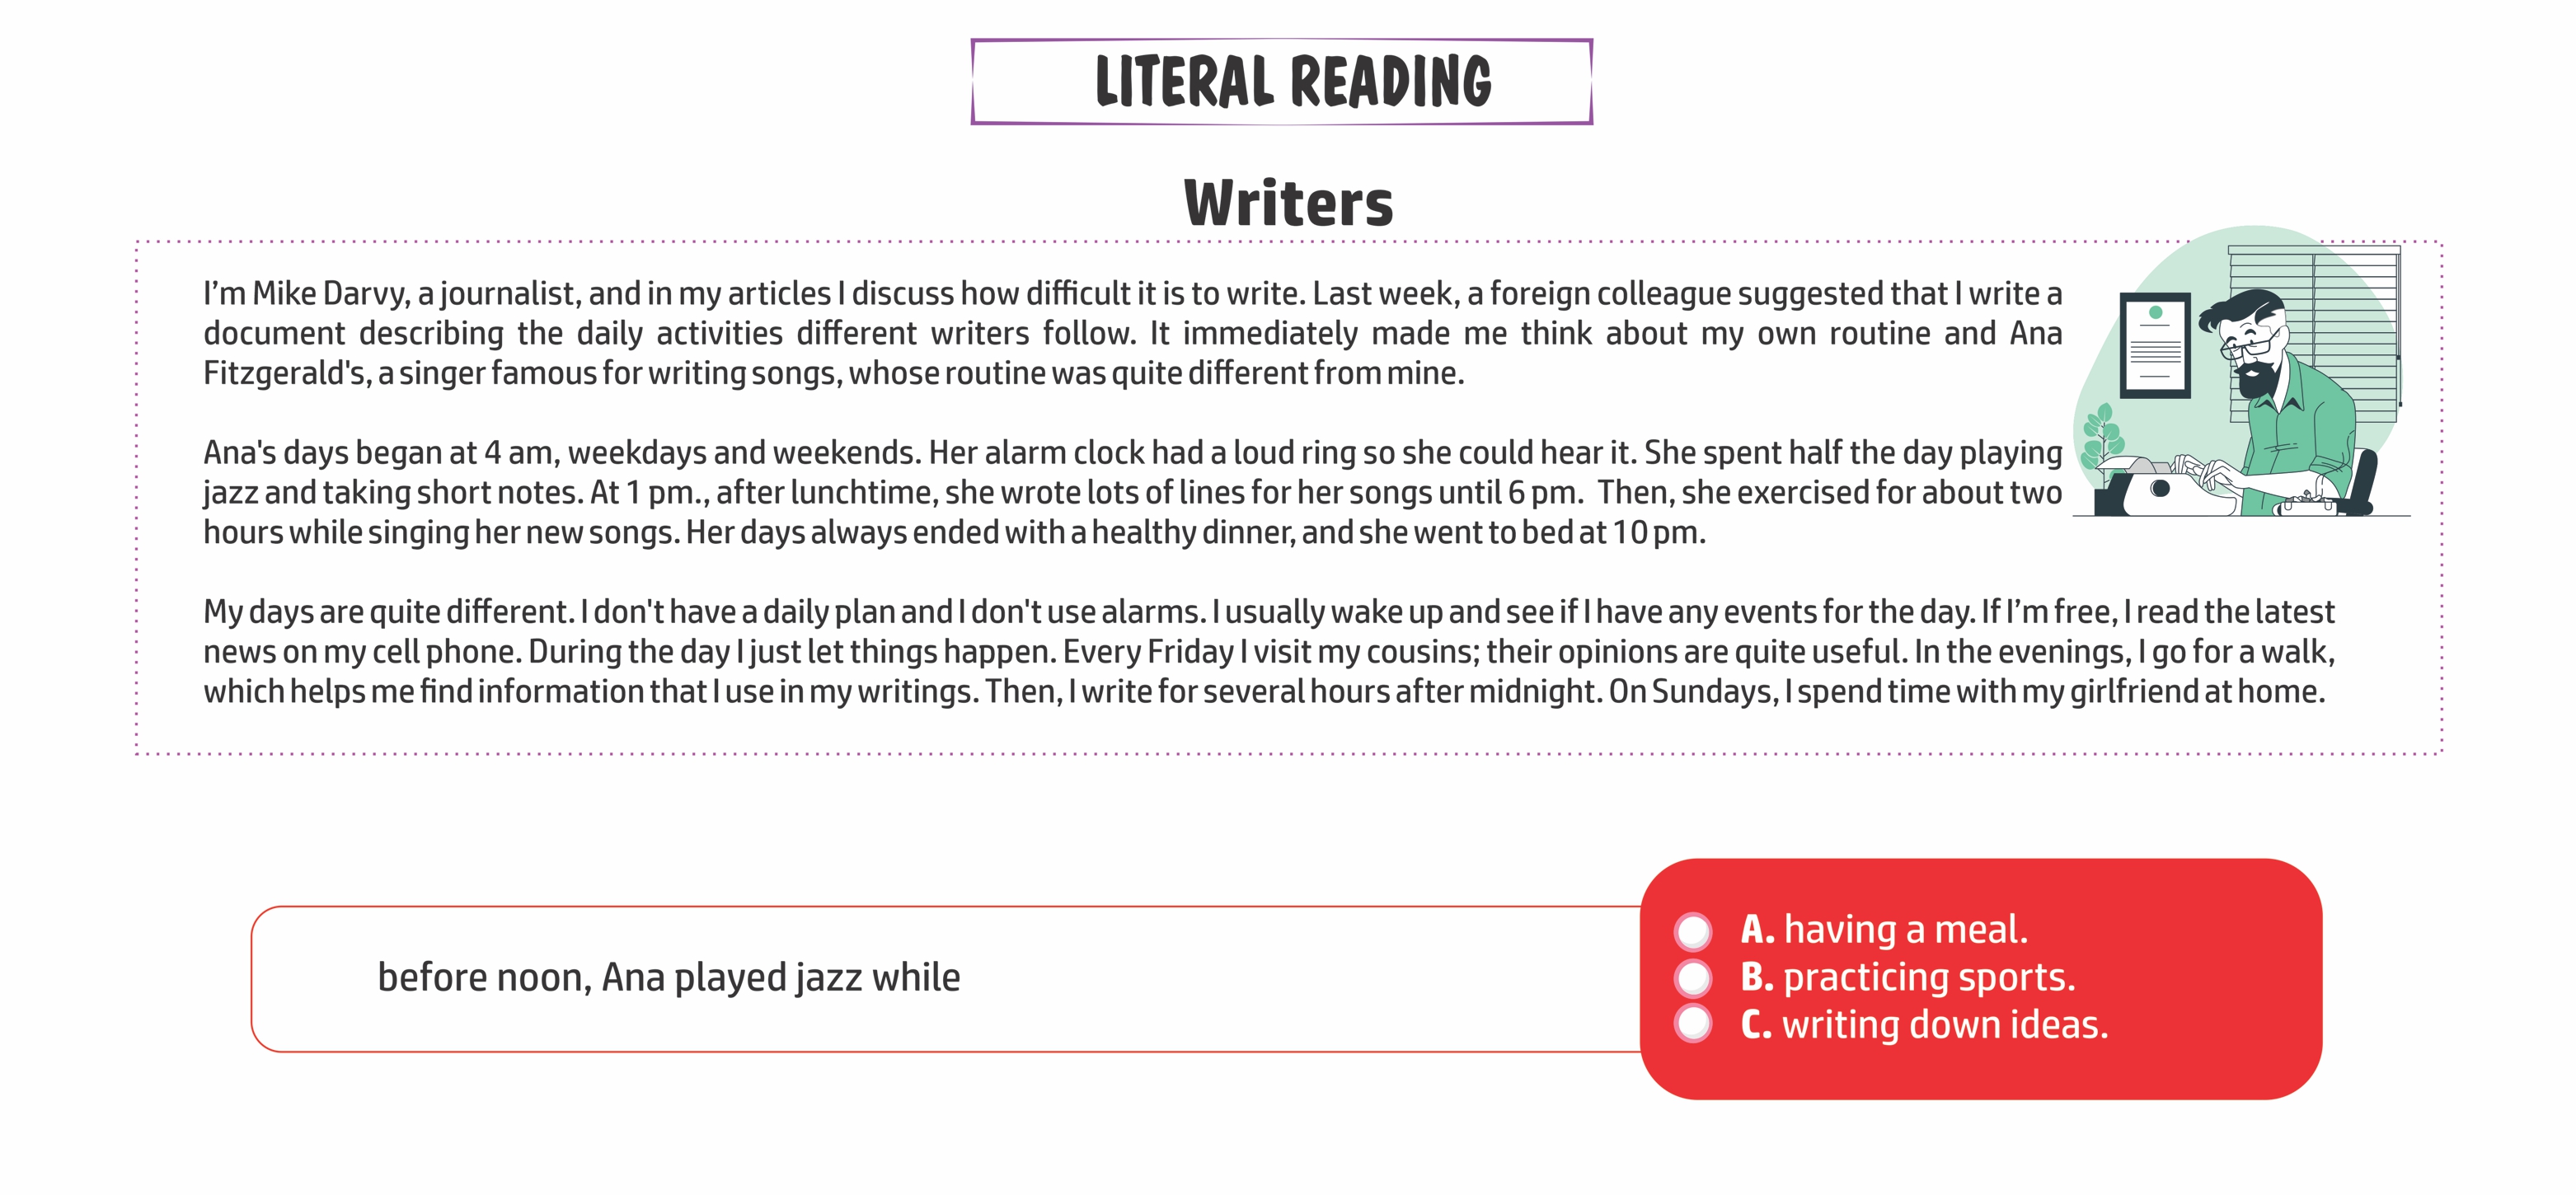 LITERAL READING
Writers
I'm Mike Darvy, a journalist, and in my articles I discuss how difficult it is to write. Last week, a foreign colleague suggested that I write a
document describing the daily activities different writers follow. It immediately made me think about my own routine and Ana
Fitzgerald's, a singer famous for writing songs, whose routine was quite different from mine.
Ana's days began at 4 am, weekdays and weekends. Her alarm clock had a loud ring so she could hear it. She spent half the day playing
jazz and taking short notes. At 1 pm., after lunchtime, she wrote lots of lines for her songs until 6 pm. Then, she exercised for about two
hours while singing her new songs. Her days always ended with a healthy dinner, and she went to bed at 10 pm.
My days are quite different. I don't have a daily plan and I don't use alarms. I usually wake up and see if I have any events for the day. If I'm free, I read the latest
news on my cell phone. During the day I just let things happen. Every Friday I visit my cousins; their opinions are quite useful. In the evenings, I go for a walk,
which helps me find information that I use in my writings. Then, I write for several hours after midnight. On Sundays, I spend time with my girlfriend at home.
before noon, Ana played jazz while
A. having a meal.
B. practicing sports.
C. writing down ideas.